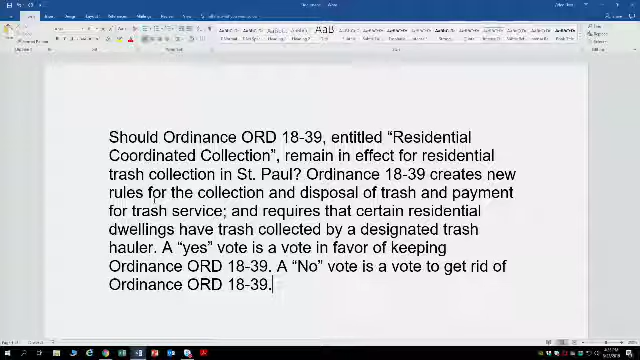 Should Ordinance ORD 18-39, entitled “Residential
Coordinated Collection”, remain in effect for residential
trash collection in St. Paul? Ordinance 18-39 creates new
rules for the collection and disposal of trash and payment
for trash service; and requires that certain residential
dwellings have trash collected by a designated trash
hauler. A “yes” vote is a vote in favor of keeping
Ordinance ORD 18-39. A “No” vote is a vote to get rid of
Ordinance ORD 18-39.